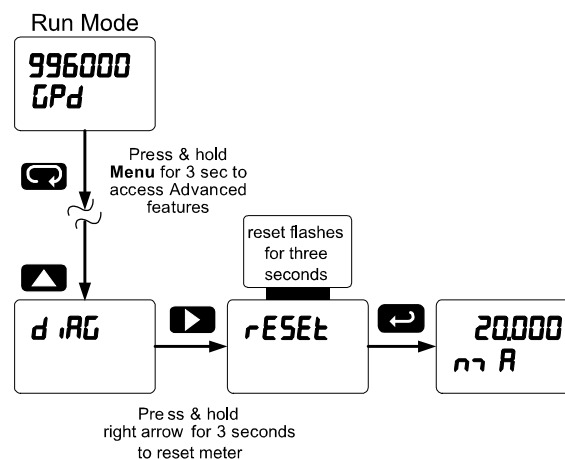 Run Mode
996000
GPd
Press & hold
Menu for 3 sec to
access Advanced
features
reset flashes
for three
seconds
diAG
rESEt
20.000
mA
Press & hold
right arrow for 3 seconds
to reset meter